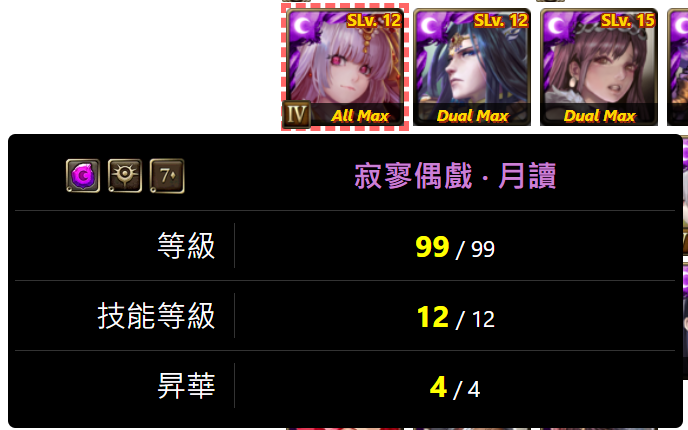 SLv. 12 SLv. 12 SLv. 15
IV All Max Dual Max Dual Max
7 寂寥偶戲 · 月讀
等級 99 / 99
技能等級 12 / 12
昇華 4 / 4